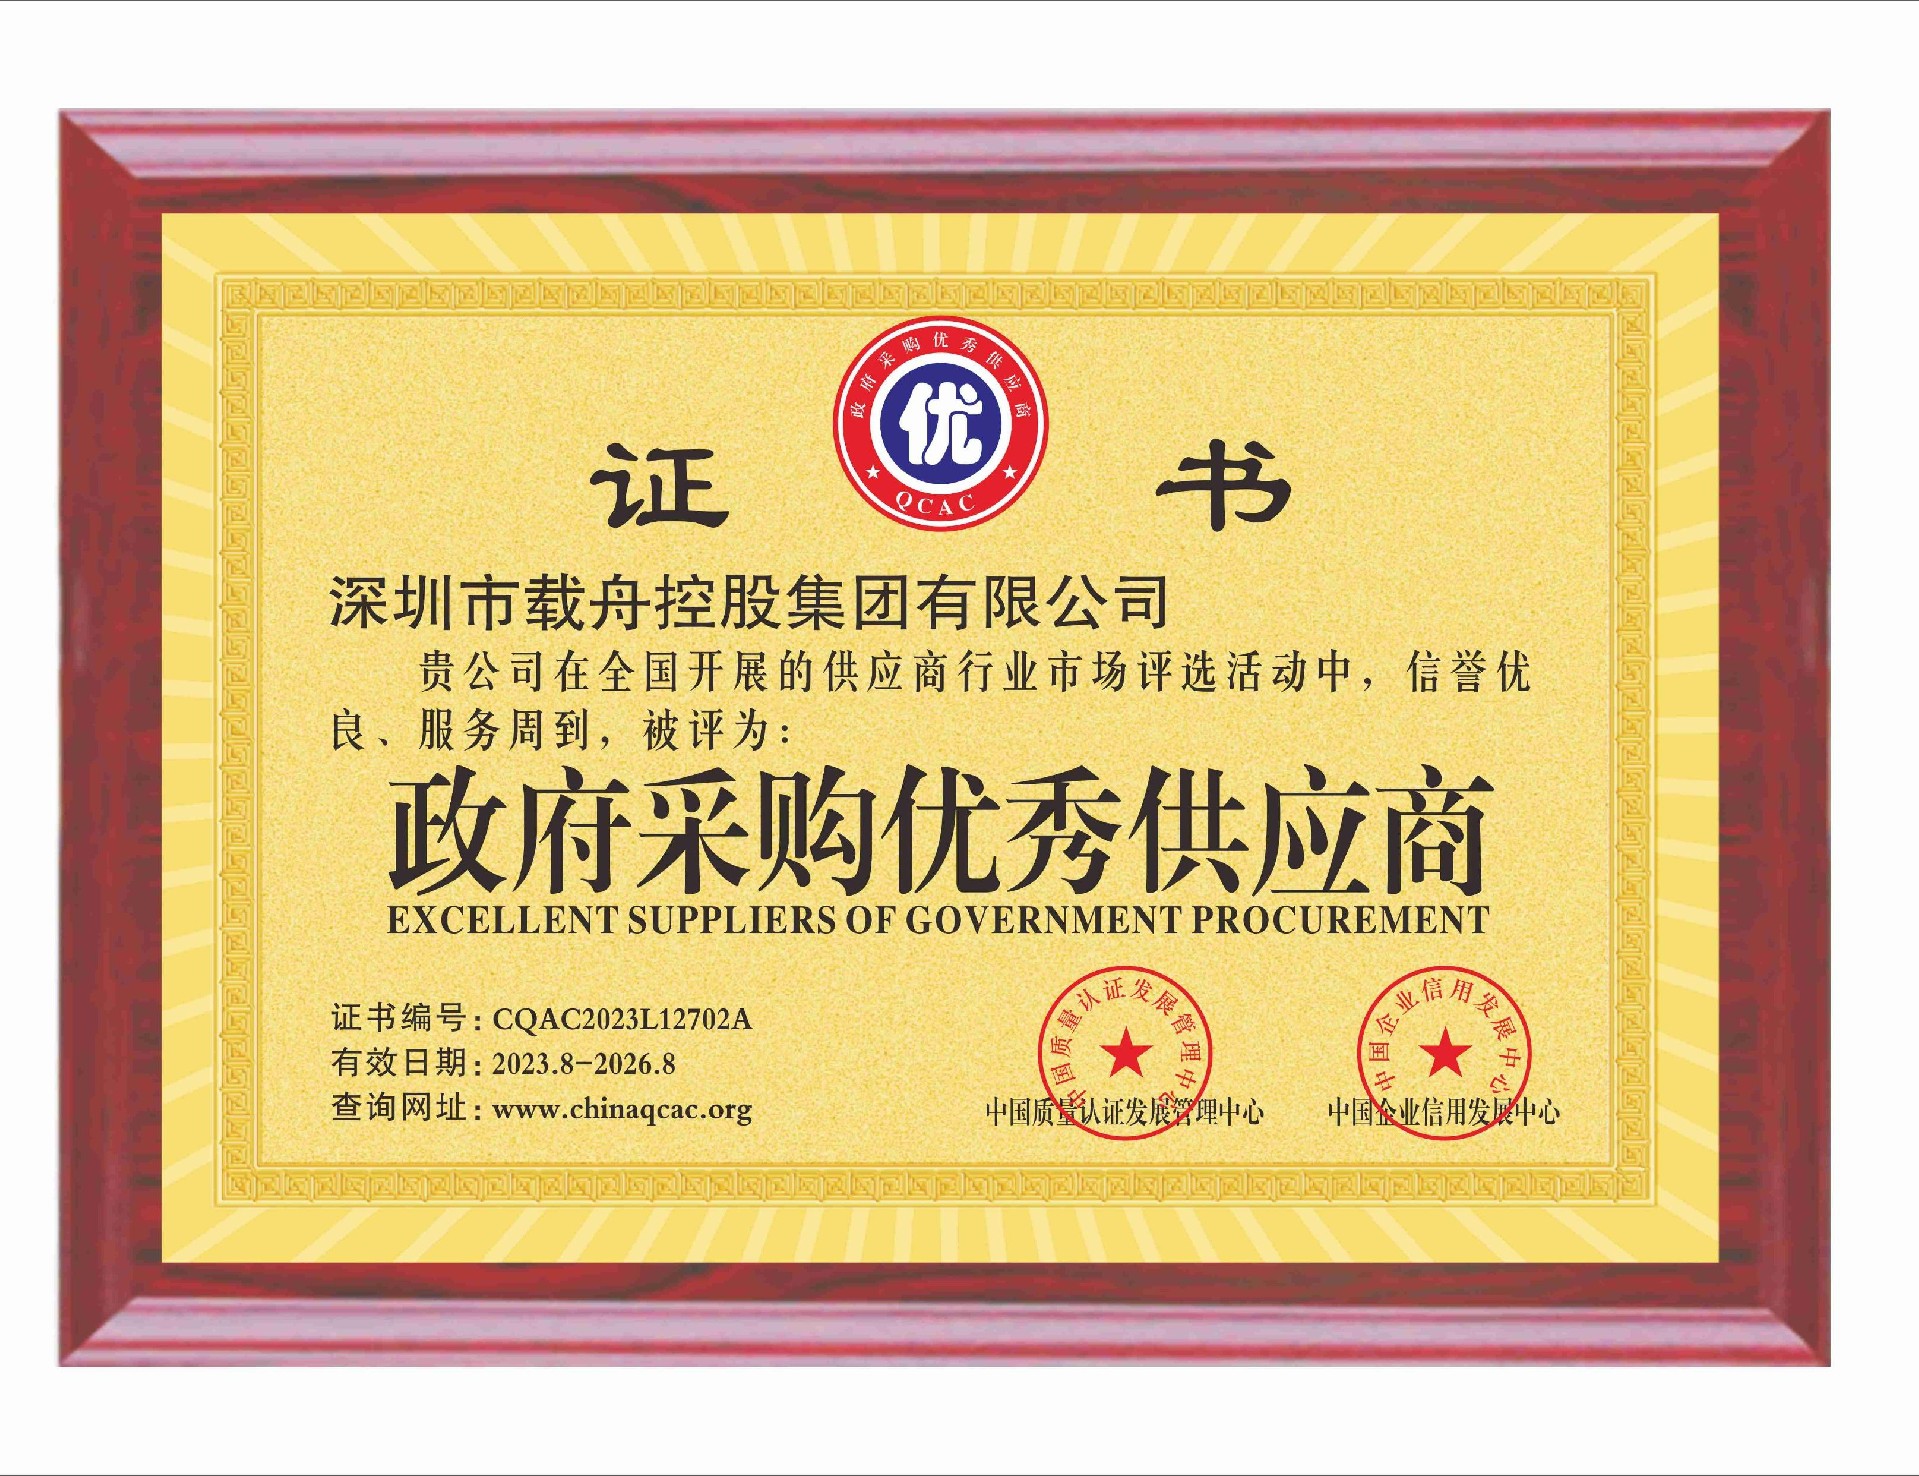 政府采购优秀供应商
优
QCAC
证 书
深圳市载舟控股集团有限公司
贵公司在全国开展的供应商行业市场评选活动中，信誉优
良、服务周到，被评为：
政府采购优秀供应商
EXCELLENT SUPPLIERS OF GOVERNMENT PROCUREMENT
证书编号：CQAC2023L12702A
有效日期：2023.8-2026.8
查询网址：www.chinaqcac.org
中国质量认证发展管理中心
中国质量认证发展管理中心
中国企业信用发展中心
中国企业信用发展中心